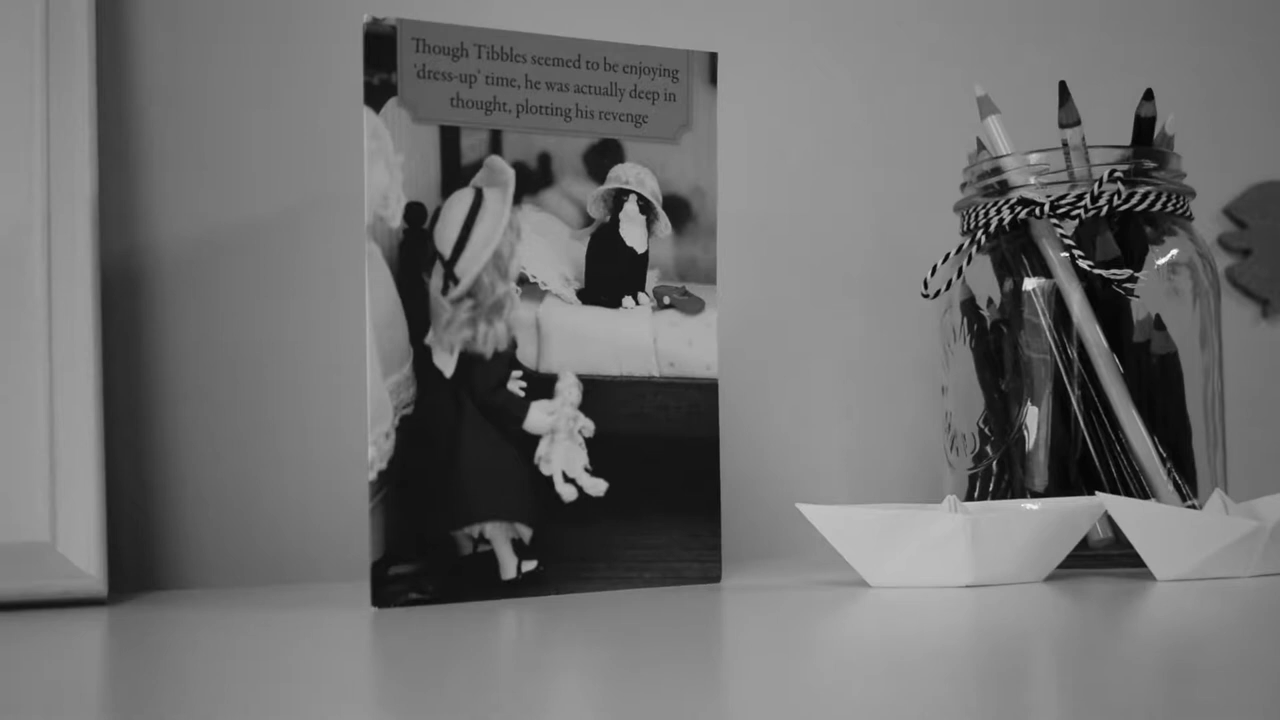 Though Tibbles seemed to be enjoying
'dress-up' time, he was actually deep in
thought, plotting his revenge